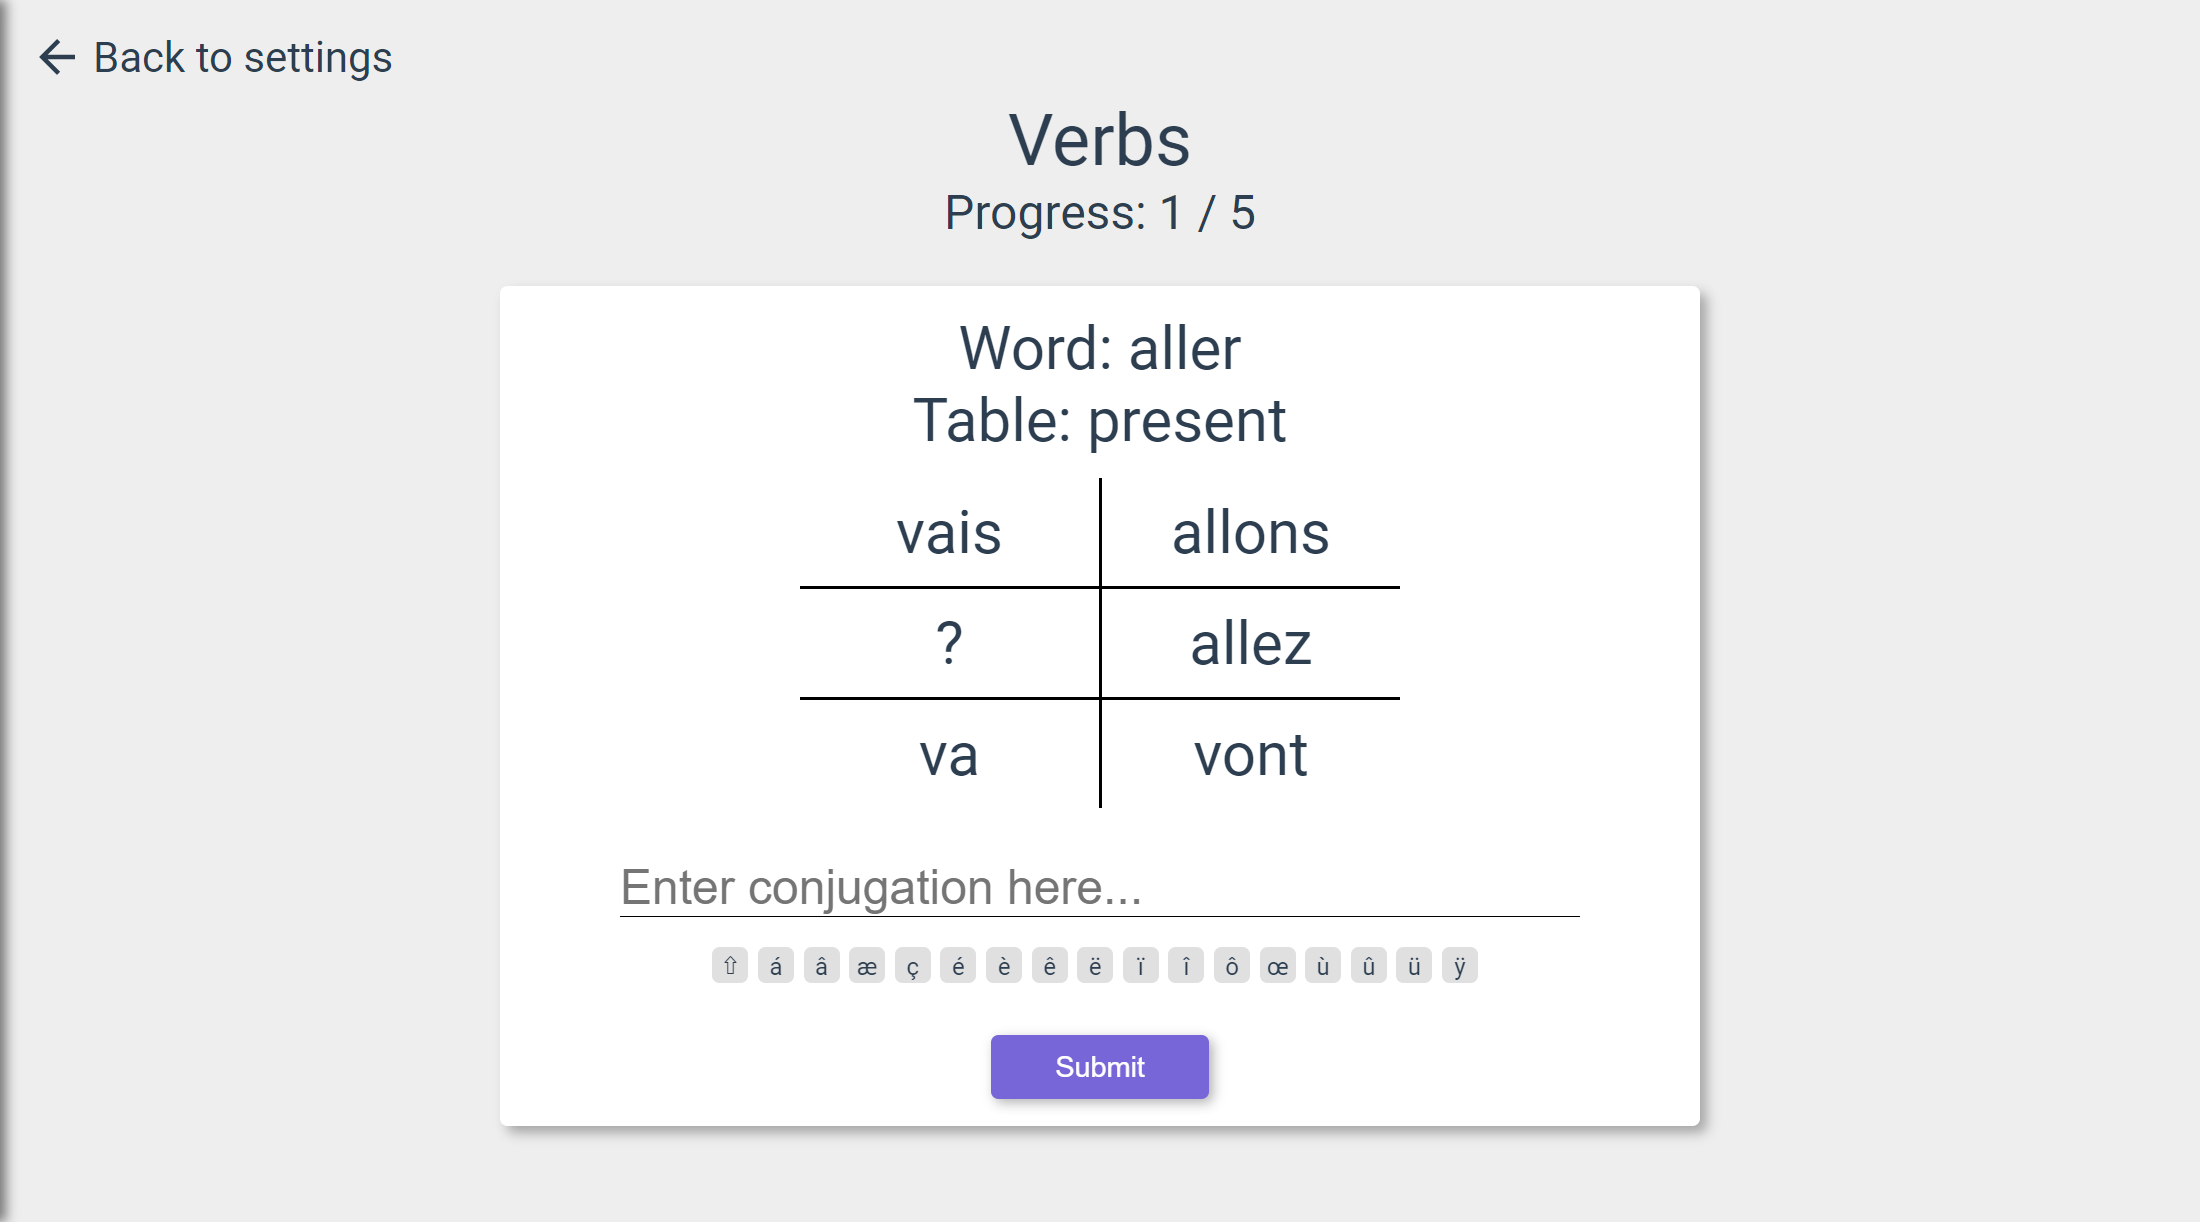 Back to settings
Verbs
Progress: 1 / 5
Word: aller
Table: present
vais allons
? allez
va vont
Enter conjugation here...
⇧ á â æ ç é è ê ë ï î ô œ ù û ü ÿ
Submit